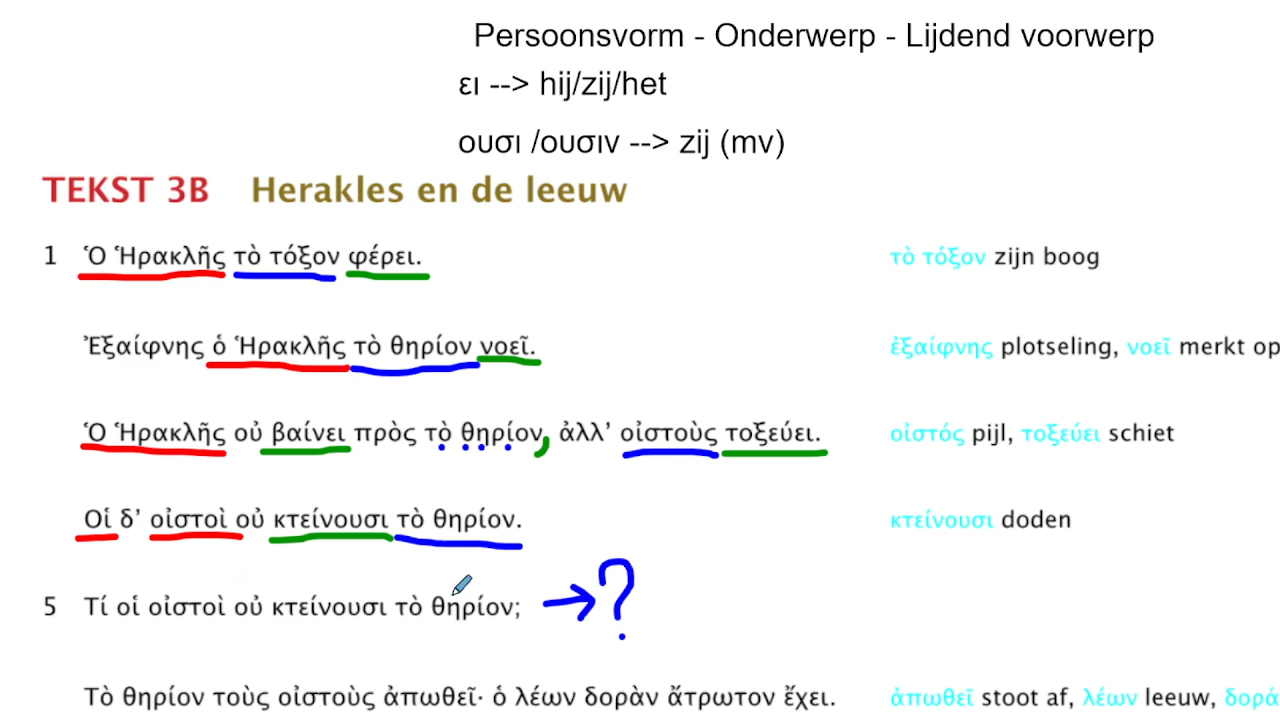 Persoonsvorm - Onderwerp - Lijdend voorwerp
ει --> hij/zij/het
ουσι /ουσιν --> zij (mv)
TEKST 3B Herakles en de leeuw
1 Ὁ Ἡρακλῆς τὸ τόξον φέρει. τὸ τόξον zijn boog
Ἐξαίφνης ὁ Ἡρακλῆς τὸ θηρίον νοεῖ. ἐξαίφνης plotseling, νοεῖ merkt op
Ὁ Ἡρακλῆς οὐ βαίνει πρὸς τὸ θηρίον, ἀλλ’ οἰστοὺς τοξεύει. οἰστός pijl, τοξεύει schiet
Οἱ δ’ οἰστοὶ οὐ κτείνουσι τὸ θηρίον. κτείνουσι doden
5 Τί οἱ οἰστοὶ οὐ κτείνουσι τὸ θηρίον; → ?
Τὸ θηρίον τοὺς οἰστοὺς ἀπωθεῖ· ὁ λέων δορὰν ἄτρωτον ἔχει. ἀπωθεῖ stoot af, λέων leeuw, δορά